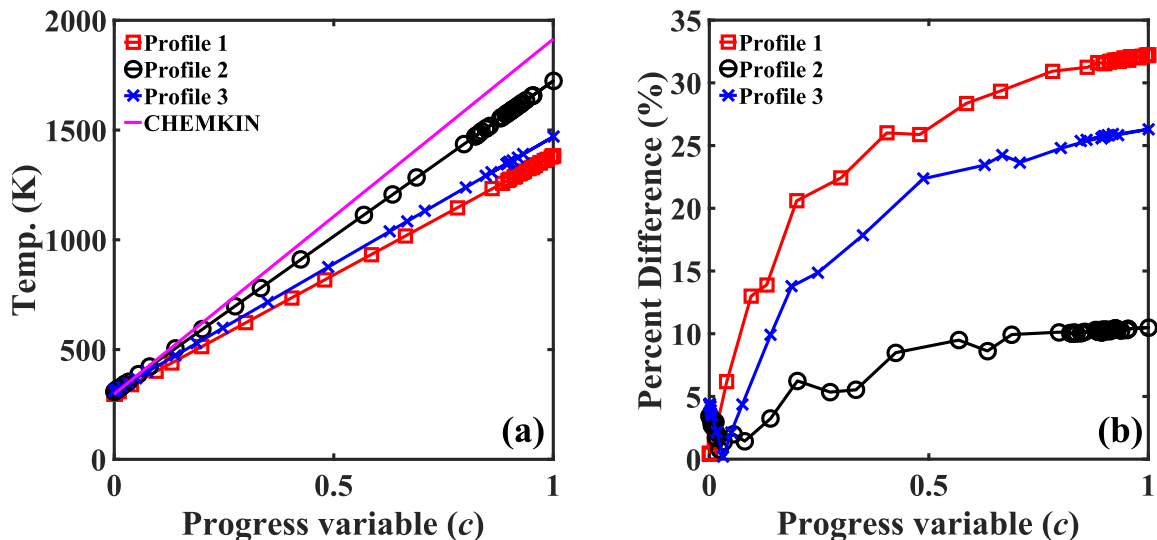 2000
1500
1000
500
0
Temp. (K)
Profile 1
Profile 2
Profile 3
CHEMKIN
(a)
0
0.5
1
Progress variable (c)
35
30
25
20
15
10
5
0
Percent Difference (%)
Profile 1
Profile 2
Profile 3
(b)
0
0.5
1
Progress variable (c)